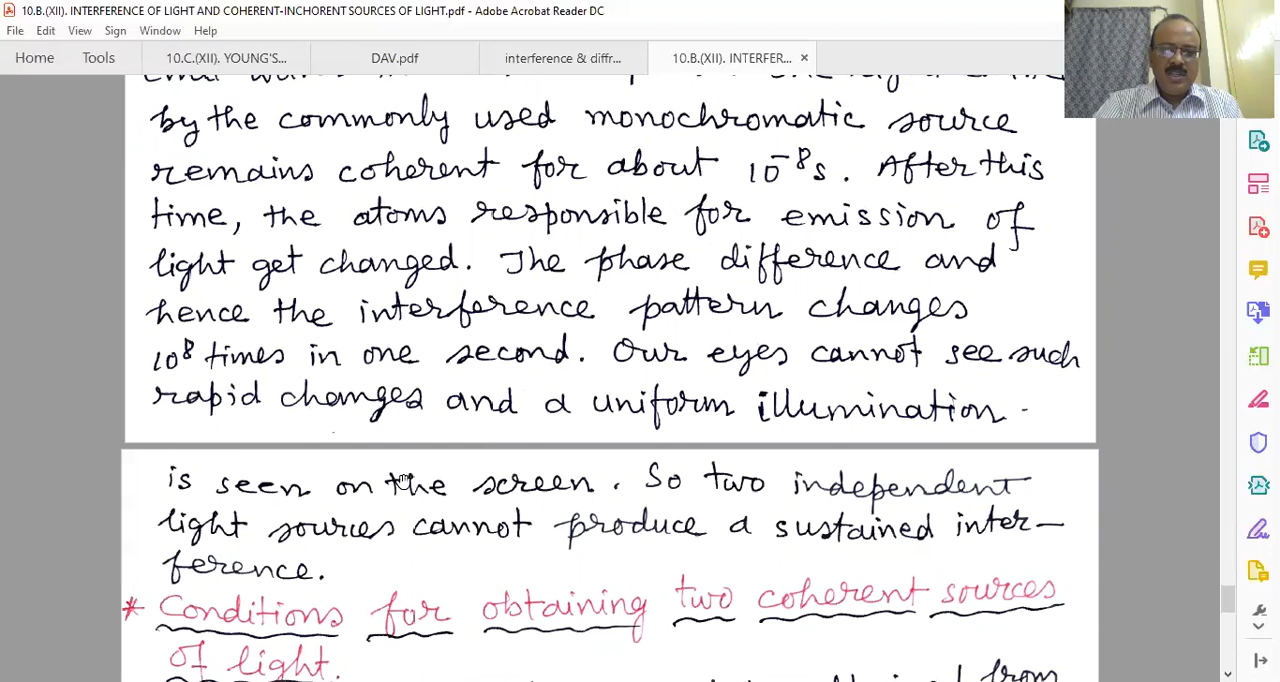 10.B.(XII). INTERFERENCE OF LIGHT AND COHERENT-INCHORENT SOURCES OF LIGHT.pdf - Adobe Acrobat Reader DC
File Edit View Sign Window Help
Home Tools 10.C.(XII). YOUNG'S... DAV.pdf interference & diffr... 10.B.(XII). INTERFER... ×
by the commonly used monochromatic source
remains coherent for about 10⁻⁸s. After this
time, the atoms responsible for emission of
light get changed. The phase difference and
hence the interference pattern changes
10⁸ times in one second. Our eyes cannot see such
rapid changes and a uniform illumination -
is seen on the screen. So two independent
light sources cannot produce a sustained inter-
ference.
* Conditions for obtaining two coherent sources
of light.
from